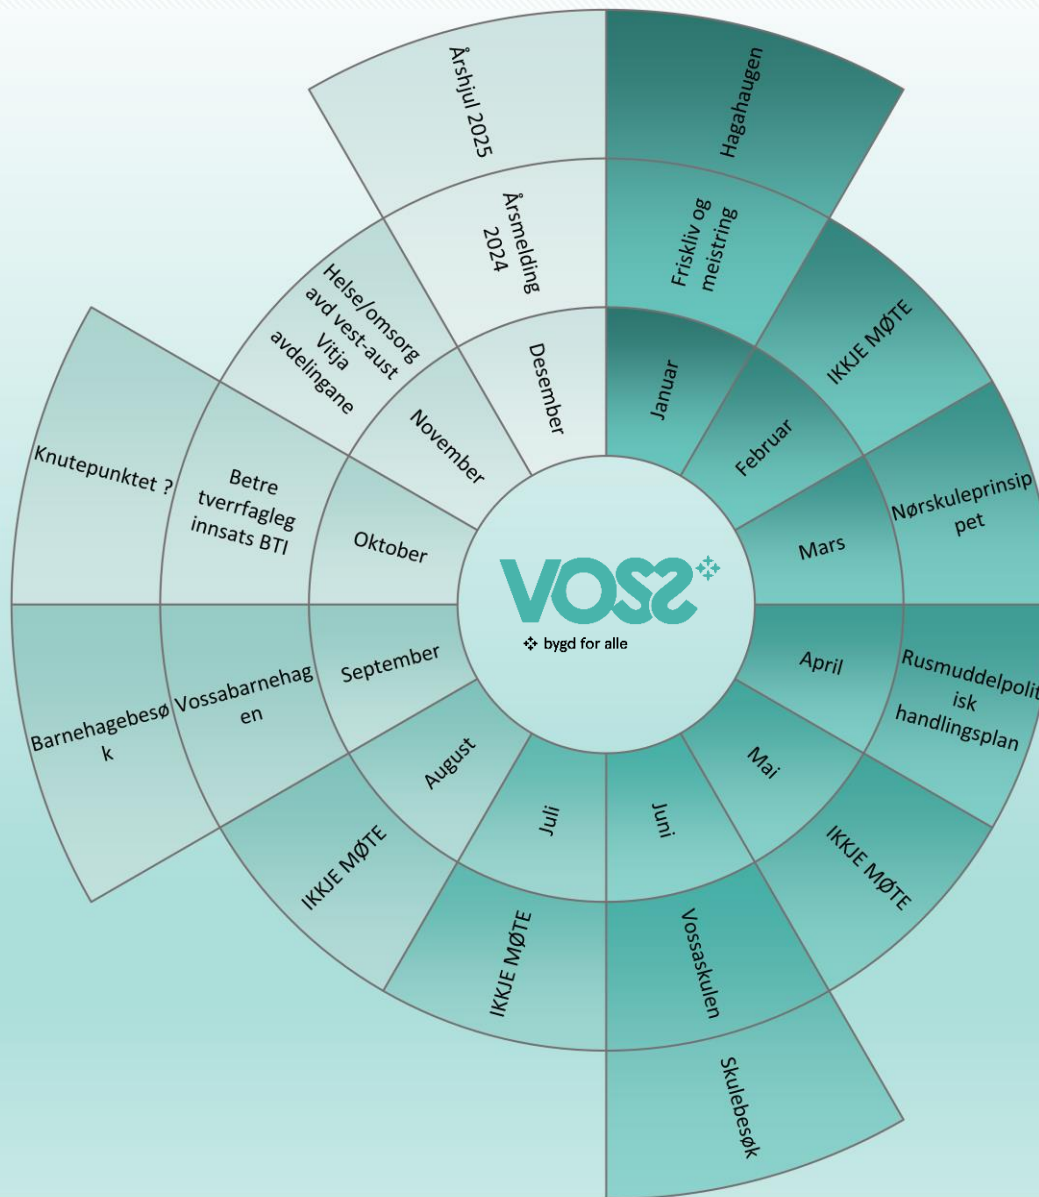 Hagahaugen
Friskliv og
meistring
Januar
IKKJE MØTE
Februar
Nørskuleprinsip
pet
Mars
Rusmuddelpolit
isk
handlingsplan
April
IKKJE MØTE
Mai
Skulebesøk
Vossaskulen
Juni
IKKJE MØTE
Juli
IKKJE MØTE
August
Barnehagebesø
k
Vossabarnehag
en
September
Knutepunktet ?
Betre
tverrfagleg
innsats BTI
Oktober
Helse/omsorg
avd vest-aust
Vitja
avdelingane
November
Årshjul 2025
Årsmelding
2024
Desember
VOSS
bygd for alle